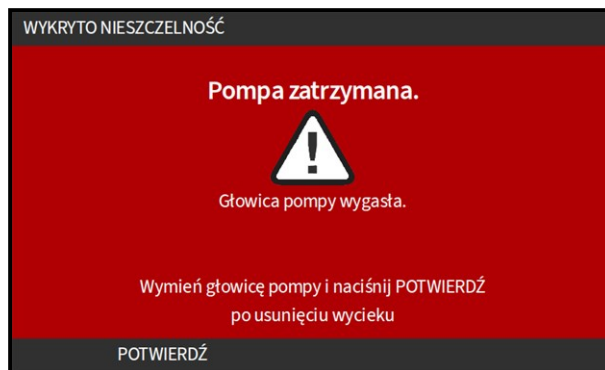 WYKRYTO NIESZCZELNOŚĆ
Pompa zatrzymana.
!
Głowica pompy wygasła.
Wymień głowicę pompy i naciśnij POTWIERDŹ
po usunięciu wycieku
POTWIERDŹ